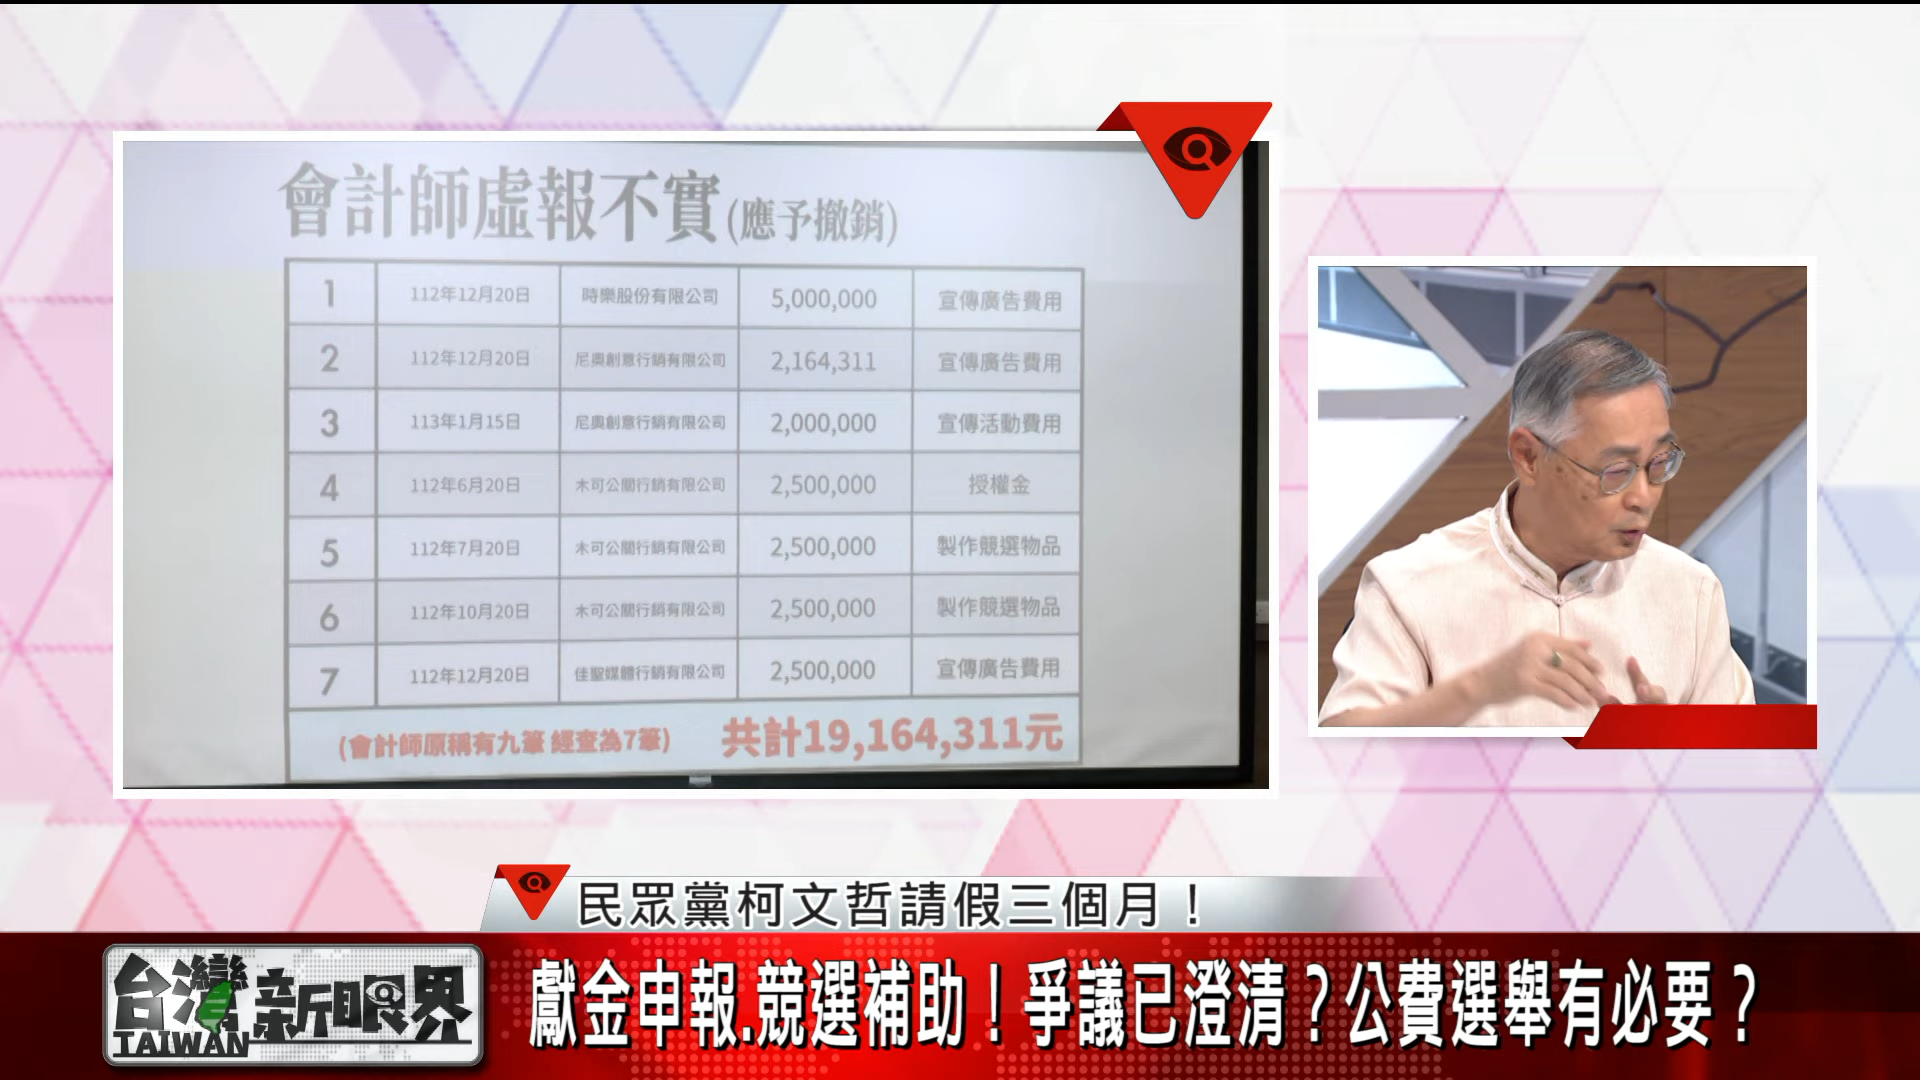 會計師虛報不實(應予撤銷)
1 112年12月20日 時樂股份有限公司 5,000,000 宣傳廣告費用
2 112年12月20日 尼奧創意行銷有限公司 2,164,311 宣傳廣告費用
3 113年1月15日 尼奧創意行銷有限公司 2,000,000 宣傳活動費用
4 112年6月20日 木可公關行銷有限公司 2,500,000 授權金
5 112年7月20日 木可公關行銷有限公司 2,500,000 製作競選物品
6 112年10月20日 木可公關行銷有限公司 2,500,000 製作競選物品
7 112年12月20日 佳聖媒體行銷有限公司 2,500,000 宣傳廣告費用
(會計師原稱有九筆 經查為7筆) 共計19,164,311元
民眾黨柯文哲請假三個月！
獻金申報.競選補助！爭議已澄清？公費選舉有必要？
台灣新眼界
TAIWAN